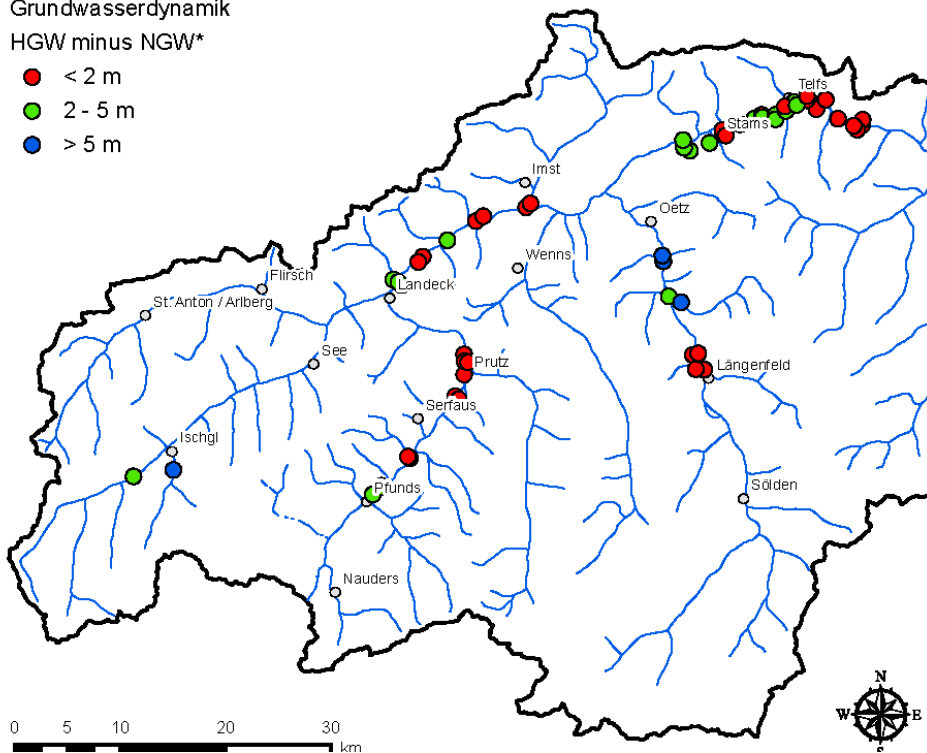 Grundwasserdynamik
HGW minus NGW*
< 2 m
2 - 5 m
> 5 m
Telfs
Stams
Imst
Oetz
Wenns
Flirsch
Landeck
St. Anton / Arlberg
See
Prutz
Längenfeld
Serfaus
Ischgl
Pfunds
Sölden
Nauders
N
W E
S
0 5 10 20 30
km